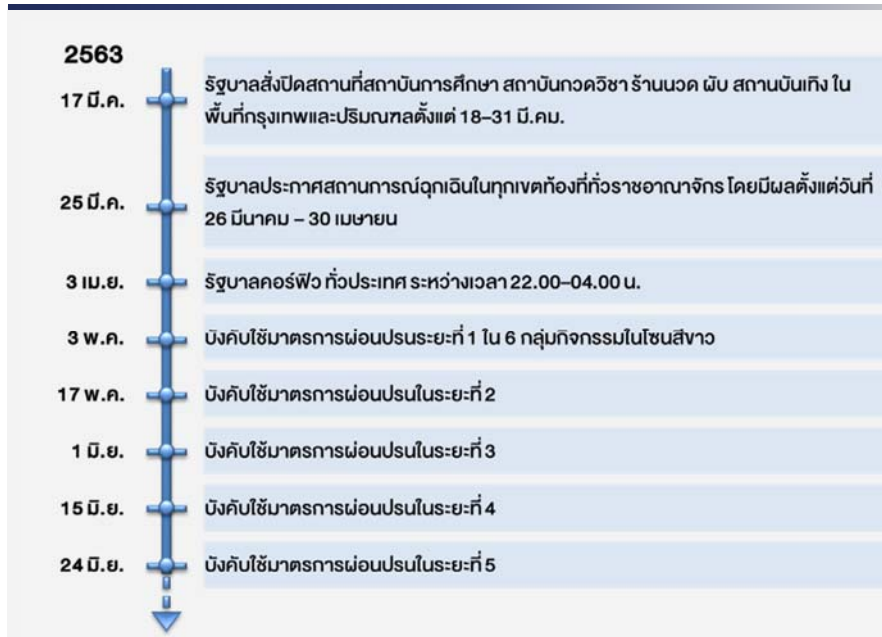 2563
17 มี.ค.
รัฐบาลสั่งปิดสถานที่สถาบันการศึกษา สถาบันกวดวิชา ร้านนวด ผับ สถานบันเทิง ใน
พื้นที่กรุงเทพและปริมณฑลตั้งแต่ 18–31 มี.คม.
25 มี.ค.
รัฐบาลประกาศสถานการณ์ฉุกเฉินในทุกเขตท้องที่ทั่วราชอาณาจักร โดยมีผลตั้งแต่วันที่
26 มีนาคม – 30 เมษายน
3 เม.ย.
รัฐบาลคอร์ฟิว ทั่วประเทศ ระหว่างเวลา 22.00–04.00 น.
3 พ.ค.
บังคับใช้มาตรการผ่อนปรนระยะที่ 1 ใน 6 กลุ่มกิจกรรมในโซนสีขาว
17 พ.ค.
บังคับใช้มาตรการผ่อนปรนในระยะที่ 2
1 มิ.ย.
บังคับใช้มาตรการผ่อนปรนในระยะที่ 3
15 มิ.ย.
บังคับใช้มาตรการผ่อนปรนในระยะที่ 4
24 มิ.ย.
บังคับใช้มาตรการผ่อนปรนในระยะที่ 5